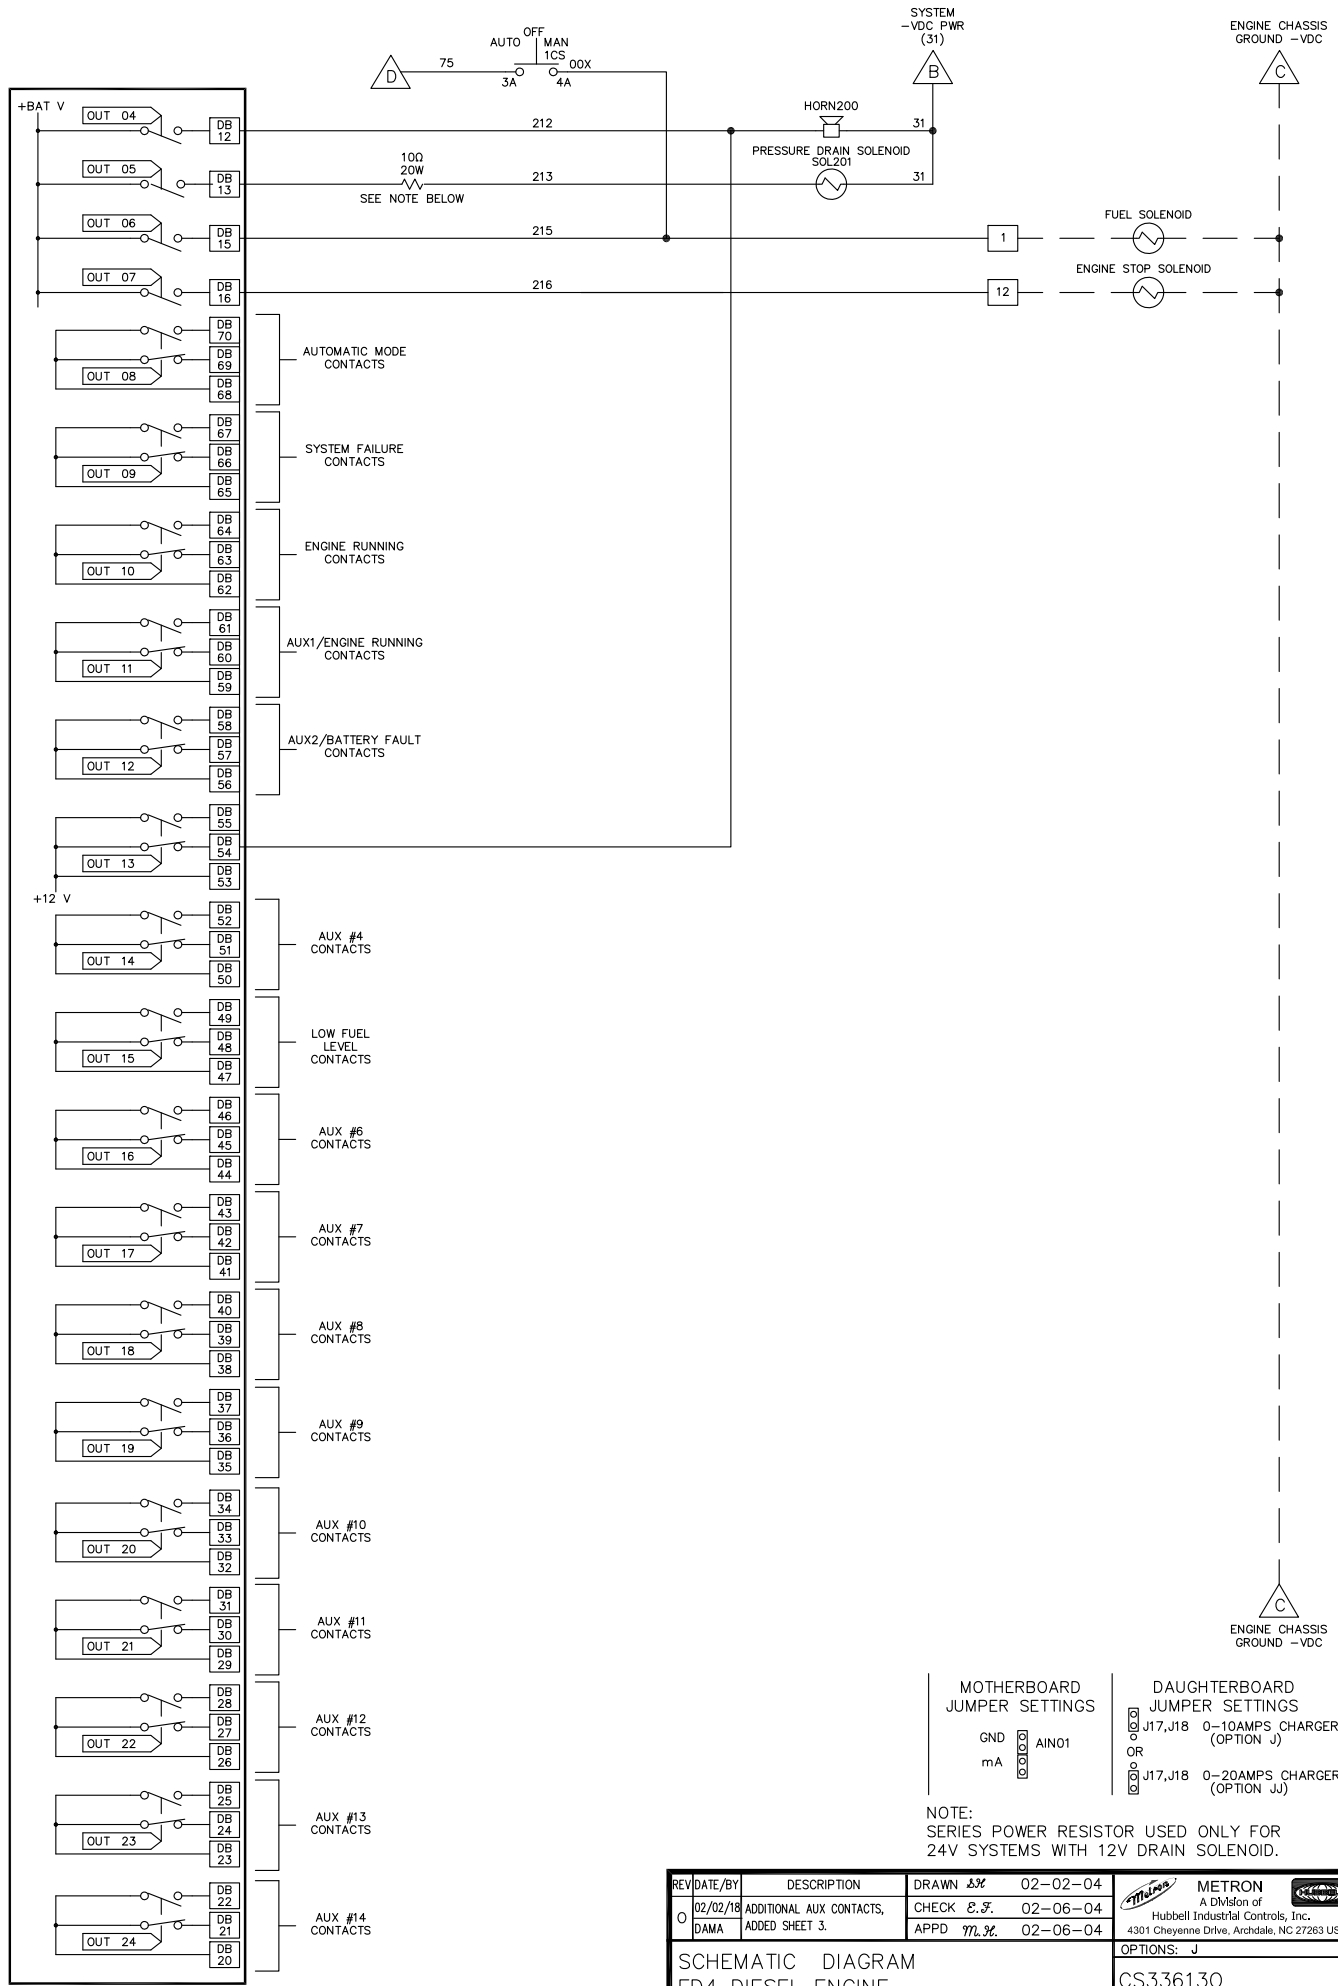 SYSTEM
-VDC PWR
(31)
B
ENGINE CHASSIS
GROUND -VDC
C
OFF
AUTO MAN
1CS
D
75
00X
3A 4A
+BAT V
OUT 04
DB
12
212
HORN200
31
PRESSURE DRAIN SOLENOID
SOL201
OUT 05
DB
13
10Ω
20W
SEE NOTE BELOW
213
31
OUT 06
DB
15
215
1
FUEL SOLENOID
OUT 07
DB
16
216
12
ENGINE STOP SOLENOID
DB
70
DB
69
OUT 08
DB
68
AUTOMATIC MODE
CONTACTS
DB
67
DB
66
OUT 09
DB
65
SYSTEM FAILURE
CONTACTS
DB
64
DB
63
OUT 10
DB
62
ENGINE RUNNING
CONTACTS
DB
61
DB
60
OUT 11
DB
59
AUX1/ENGINE RUNNING
CONTACTS
DB
58
DB
57
OUT 12
DB
56
AUX2/BATTERY FAULT
CONTACTS
DB
55
DB
54
OUT 13
DB
53
+12 V
DB
52
DB
51
OUT 14
DB
50
AUX #4
CONTACTS
DB
49
DB
48
OUT 15
DB
47
LOW FUEL
LEVEL
CONTACTS
DB
46
DB
45
OUT 16
DB
44
AUX #6
CONTACTS
DB
43
DB
42
OUT 17
DB
41
AUX #7
CONTACTS
DB
40
DB
39
OUT 18
DB
38
AUX #8
CONTACTS
DB
37
DB
36
OUT 19
DB
35
AUX #9
CONTACTS
DB
34
DB
33
OUT 20
DB
32
AUX #10
CONTACTS
DB
31
DB
30
OUT 21
DB
29
AUX #11
CONTACTS
DB
28
DB
27
OUT 22
DB
26
AUX #12
CONTACTS
DB
25
DB
24
OUT 23
DB
23
AUX #13
CONTACTS
DB
22
DB
21
OUT 24
DB
20
AUX #14
CONTACTS
C
ENGINE CHASSIS
GROUND -VDC
MOTHERBOARD
JUMPER SETTINGS
GND AIN01
mA
DAUGHTERBOARD
JUMPER SETTINGS
J17,J18 0-10AMPS CHARGER
(OPTION J)
OR
J17,J18 0-20AMPS CHARGER
(OPTION JJ)
NOTE:
SERIES POWER RESISTOR USED ONLY FOR
24V SYSTEMS WITH 12V DRAIN SOLENOID.
REV DATE/BY DESCRIPTION
O 02/02/18 DAMA ADDITIONAL AUX CONTACTS,
ADDED SHEET 3.
DRAWN 02-02-04
CHECK E.F. 02-06-04
APPD M.H. 02-06-04
Metron
METRON
A Division of
Hubbell Industrial Controls, Inc.
4301 Cheyenne Drive, Archdale, NC 27263 US
OPTIONS: J
SCHEMATIC DIAGRAM
FD4 DIESEL ENGINE
CS336130